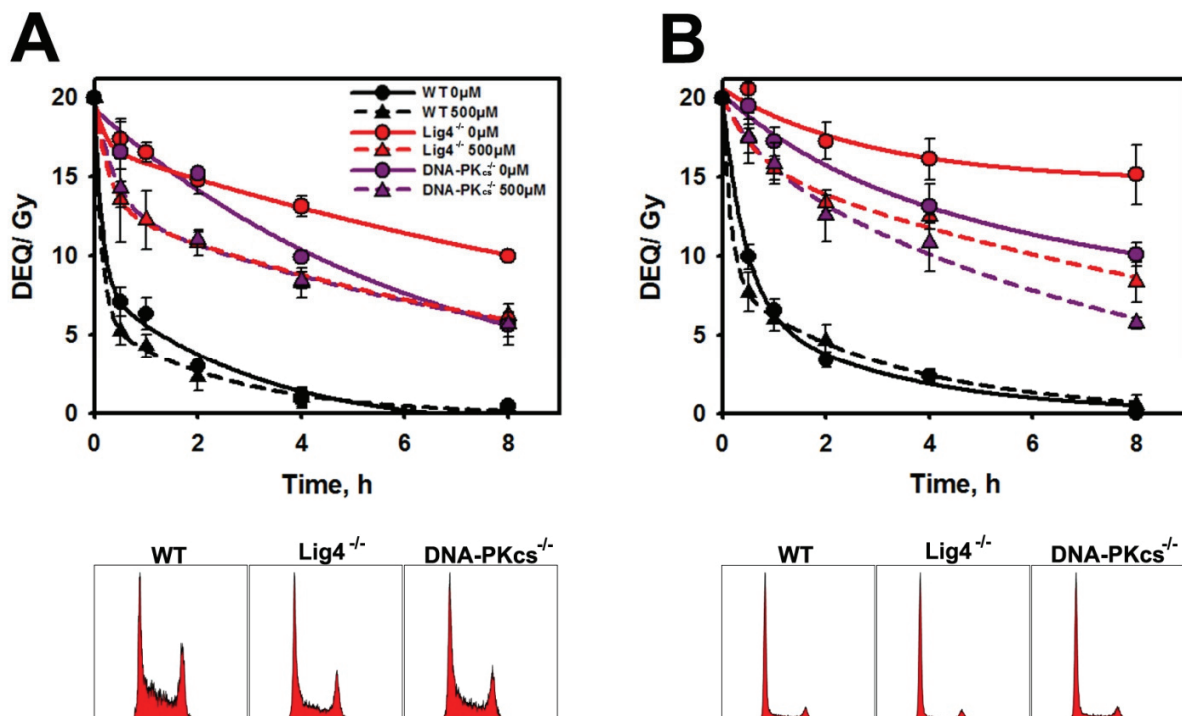 A
DEQ/ Gy
20
15
10
5
0
0 2 4 6 8
Time, h
WT 0µM
WT 500µM
Lig4-/- 0µM
Lig4-/- 500µM
DNA-PKcs-/- 0µM
DNA-PKcs-/- 500µM
WT
Lig4 -/-
DNA-PKcs-/-
B
DEQ/ Gy
20
15
10
5
0
0 2 4 6 8
Time, h
WT
Lig4 -/-
DNA-PKcs-/-